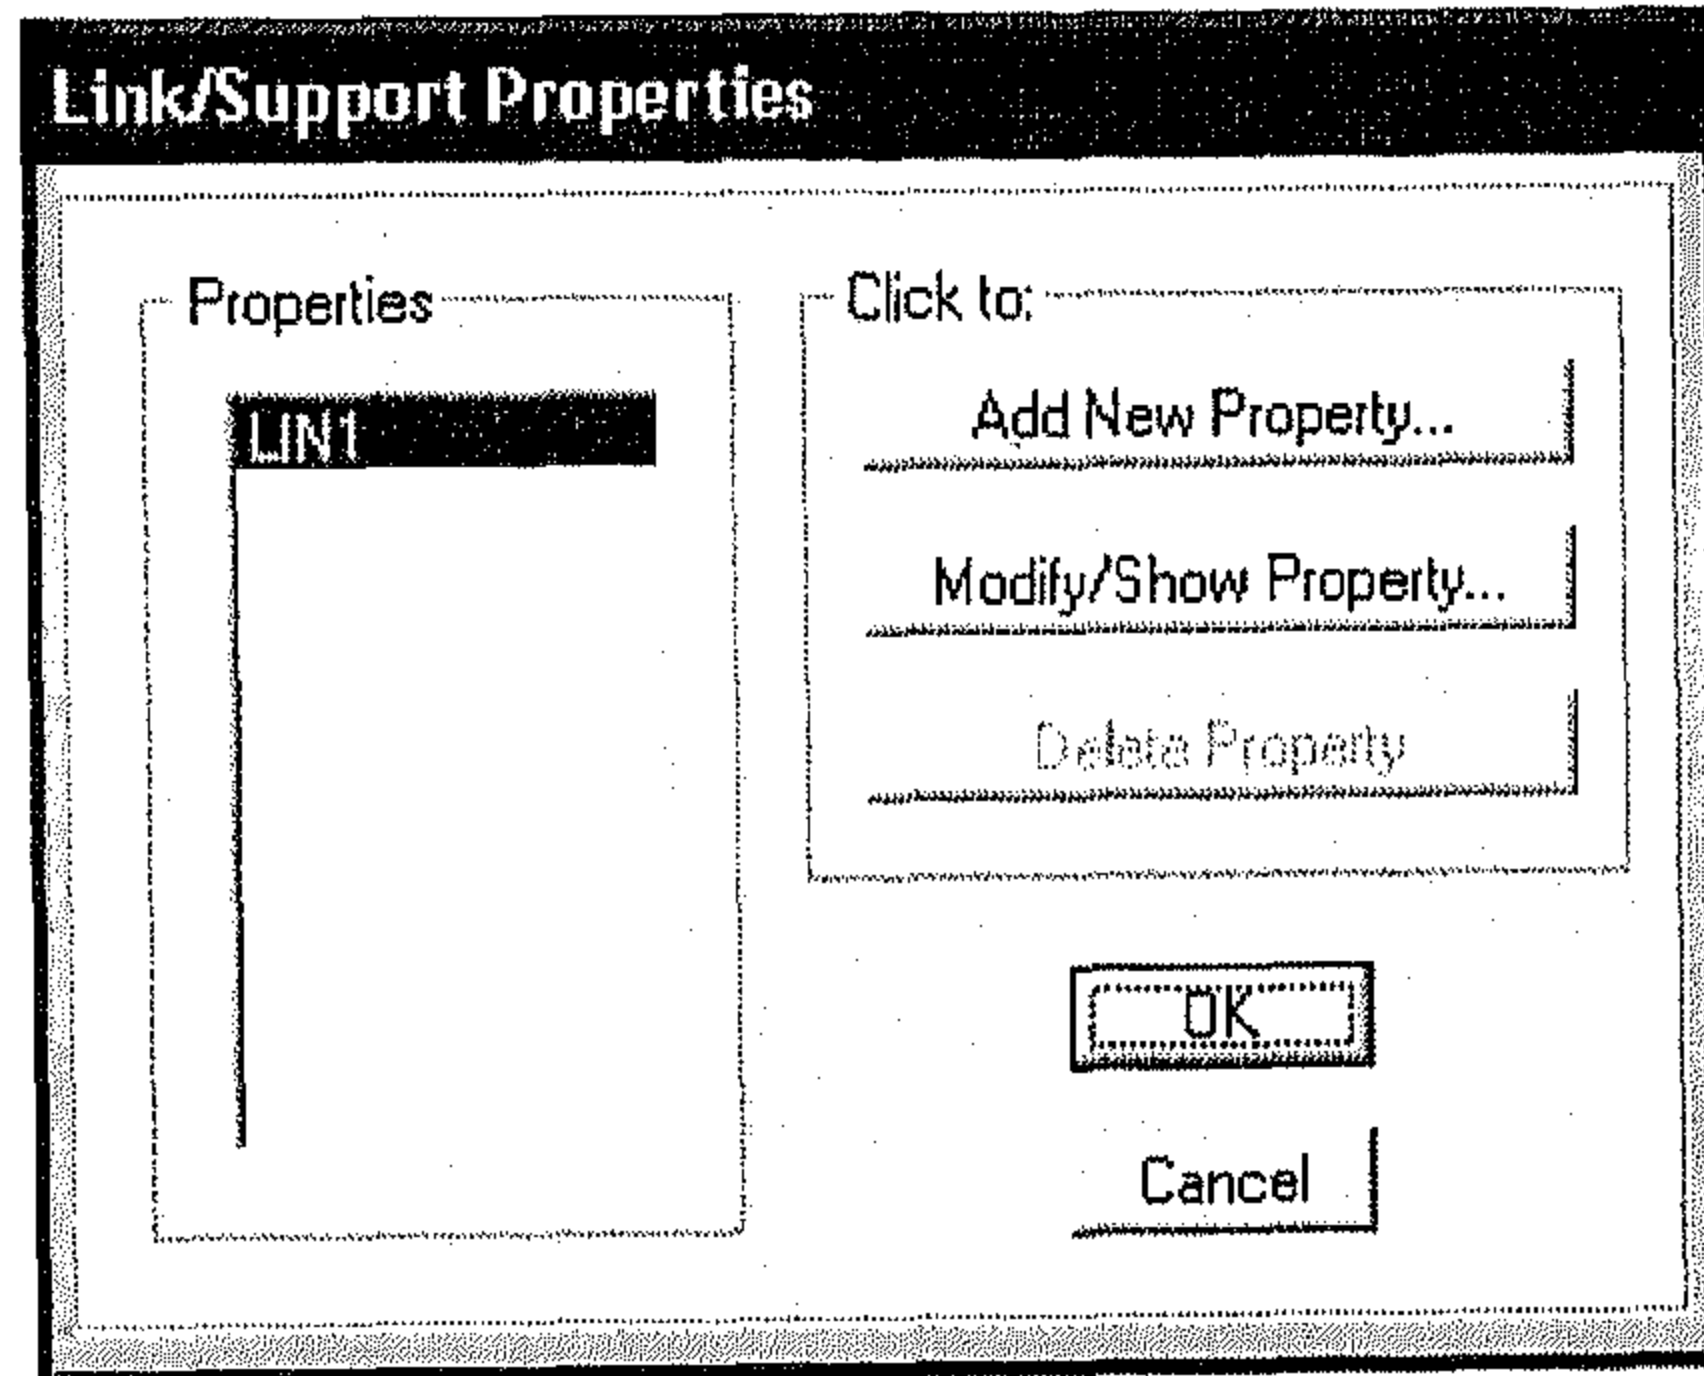 Link/Support Properties
Properties
LIN1
Click to:
Add New Property...
Modify/Show Property...
Delete Property
OK
Cancel